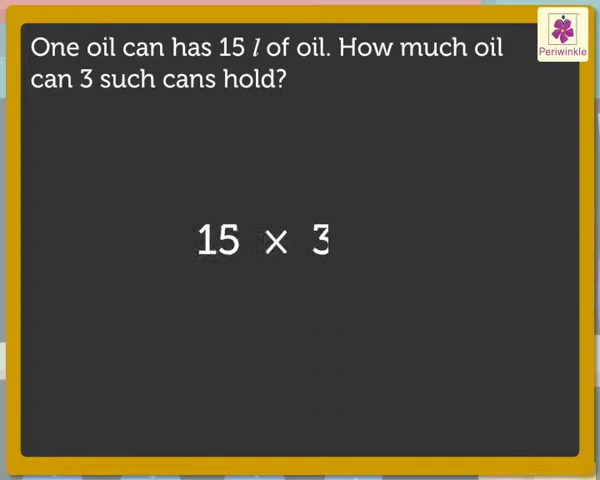 One oil can has 15 l of oil. How much oil
can 3 such cans hold?
Periwinkle
15 × 3